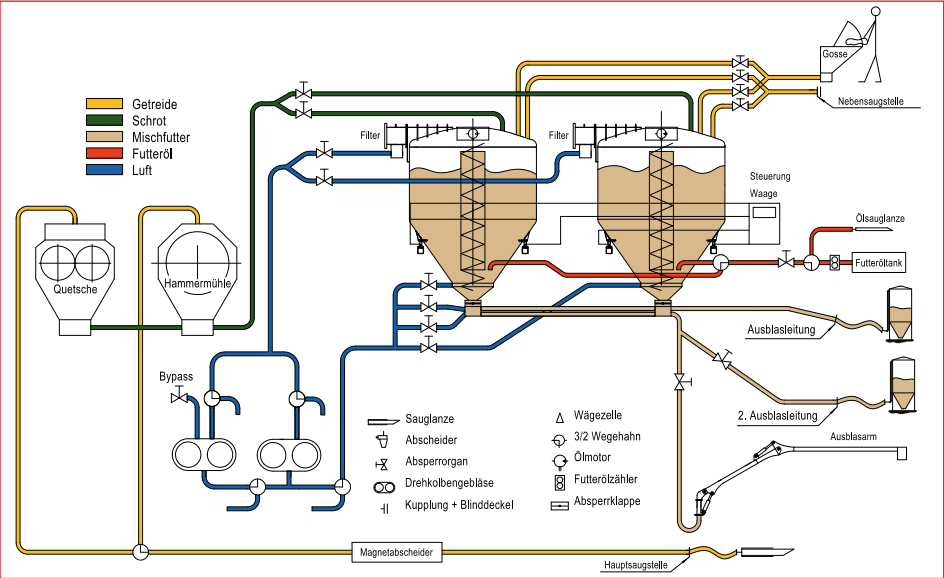 Gosse
Nebensaugstelle
Getreide
Schrot
Mischfutter
Futteröl
Luft
Filter
Filter
Steuerung
Waage
Ölsauglanze
Futteröltank
Quetsche
Hammermühle
Ausblasleitung
2. Ausblasleitung
Ausblasarm
Bypass
Sauglanze
Abscheider
Absperrorgan
Drehkolbengebläse
Kupplung + Blinddeckel
Wägezelle
3/2 Wegehahn
Ölmotor
Futterölzähler
Absperrklappe
Magnetabscheider
Hauptsaugstelle